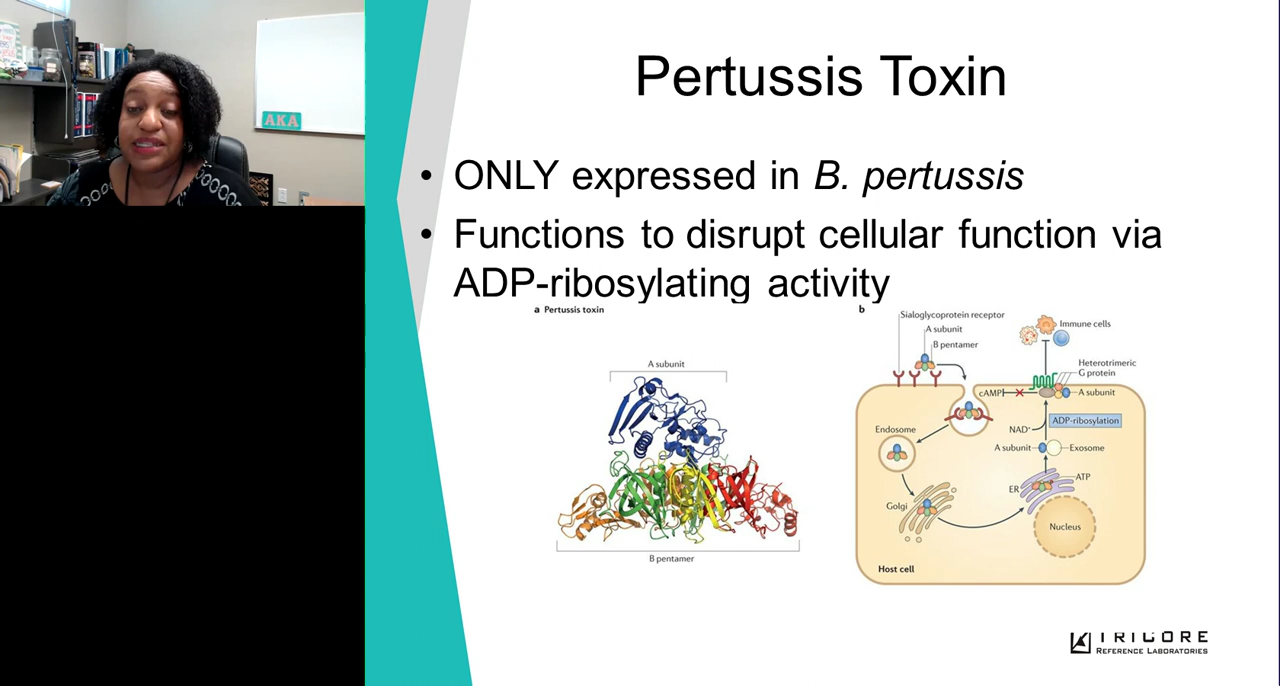 AKA
Pertussis Toxin
• ONLY expressed in B. pertussis
• Functions to disrupt cellular function via
ADP-ribosylating activity
a Pertussis toxin
A subunit
B pentamer
b
Sialoglycoprotein receptor
A subunit
B pentamer
Immune cells
Heterotrimeric
G protein
cAMP
A subunit
NAD⁺
ADP-ribosylation
Endosome
A subunit
Exosome
ATP
ER
Golgi
Nucleus
Host cell
TRICORE
REFERENCE LABORATORIES